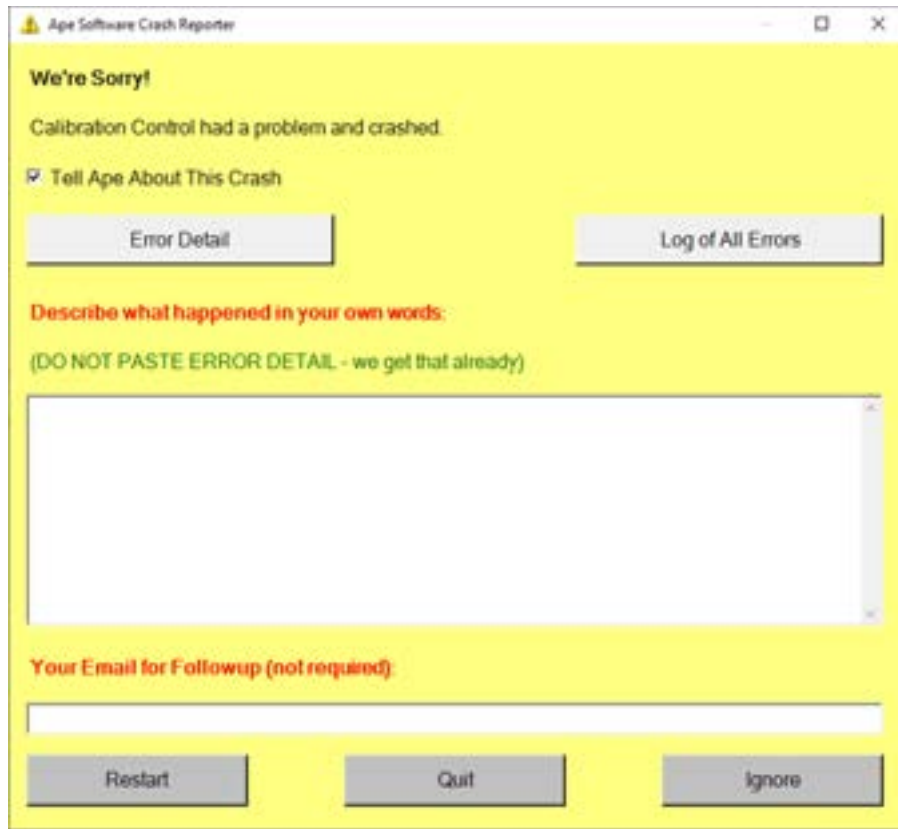 Ape Software Crash Reporter
We're Sorry!
Calibration Control had a problem and crashed.
Tell Ape About This Crash
Error Detail
Log of All Errors
Describe what happened in your own words:
(DO NOT PASTE ERROR DETAIL - we get that already)
Your Email for Followup (not required):
Restart
Quit
Ignore